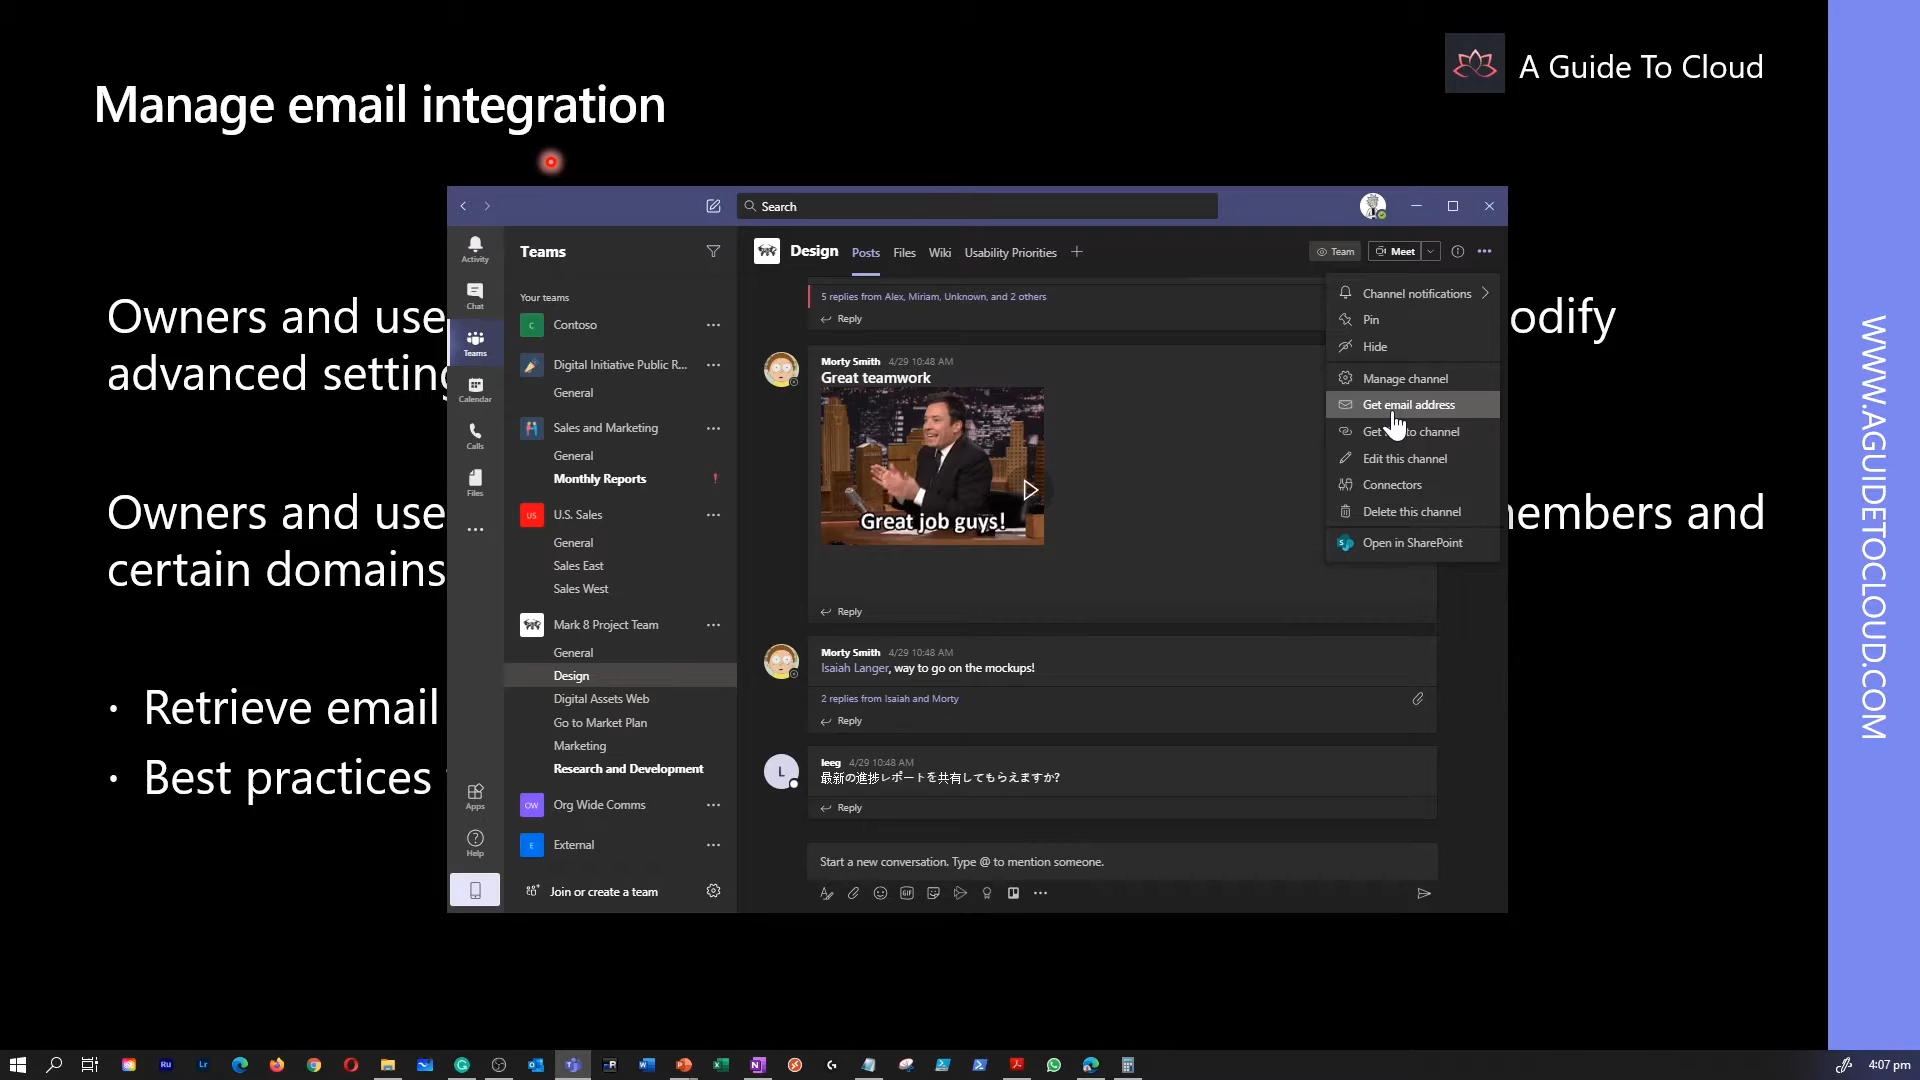 A Guide To Cloud
Manage email integration
WWW.AGUIDETOCLOUD.COM
Owners and use
odify
advanced setting
Owners and use
members and
certain domains
· Retrieve email
· Best practices
Search
Activity
Chat
Teams
Calendar
Calls
Files
Apps
Help
Teams
Your teams
C
Contoso
Digital Initiative Public R...
General
Sales and Marketing
General
Monthly Reports
US
U.S. Sales
General
Sales East
Sales West
Mark 8 Project Team
General
Design
Digital Assets Web
Go to Market Plan
Marketing
Research and Development
OW
Org Wide Comms
E
External
Join or create a team
Design
Posts
Files
Wiki
Usability Priorities
Team
Meet
5 replies from Alex, Miriam, Unknown, and 2 others
Reply
Morty Smith 4/29 10:48 AM
Great teamwork
Great job guys!
Reply
Morty Smith 4/29 10:48 AM
Isaiah Langer, way to go on the mockups!
2 replies from Isaiah and Morty
Reply
L
leeg 4/29 10:48 AM
最新の進捗レポートを共有してもらえますか?
Reply
Start a new conversation. Type @ to mention someone.
GIF
Channel notifications
Pin
Hide
Manage channel
Get email address
Get to channel
Edit this channel
Connectors
Delete this channel
Open in SharePoint
Ru
Lr
4:07 pm